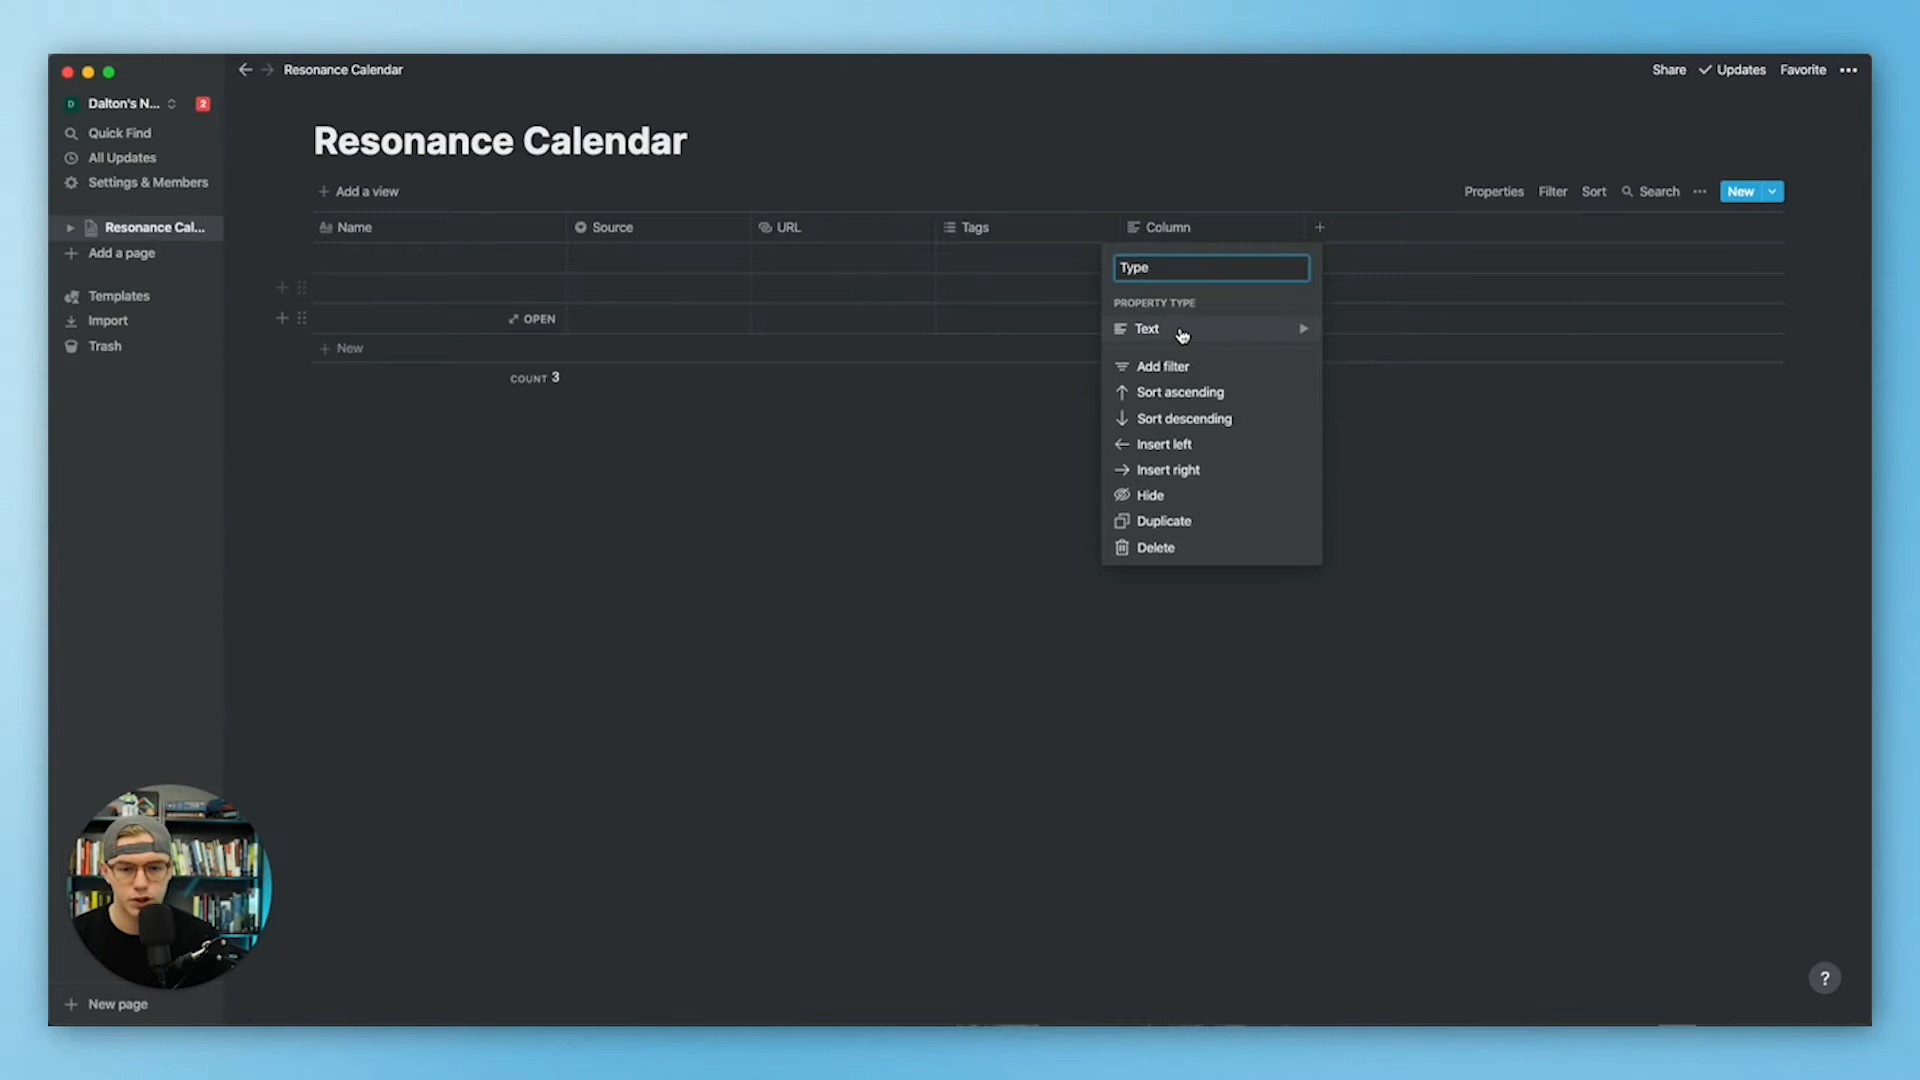 Resonance Calendar
Share
Updates
Favorite
D
Dalton's N...
2
Quick Find
All Updates
Settings & Members
Resonance Cal...
Add a page
Templates
Import
Trash
Resonance Calendar
Add a view
Properties
Filter
Sort
Search
New
Aa Name
Source
URL
Tags
Column
OPEN
New
COUNT 3
Type
PROPERTY TYPE
Text
Add filter
Sort ascending
Sort descending
Insert left
Insert right
Hide
Duplicate
Delete
New page
?